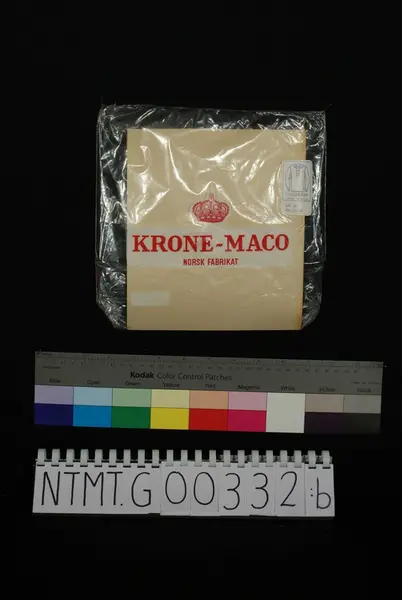 KRONE-MACO
NORSK FABRIKAT
Kodak Color Control Patches
Blue Cyan Green Yellow Red Magenta White 3/Color Black
NTMT.G00332:b